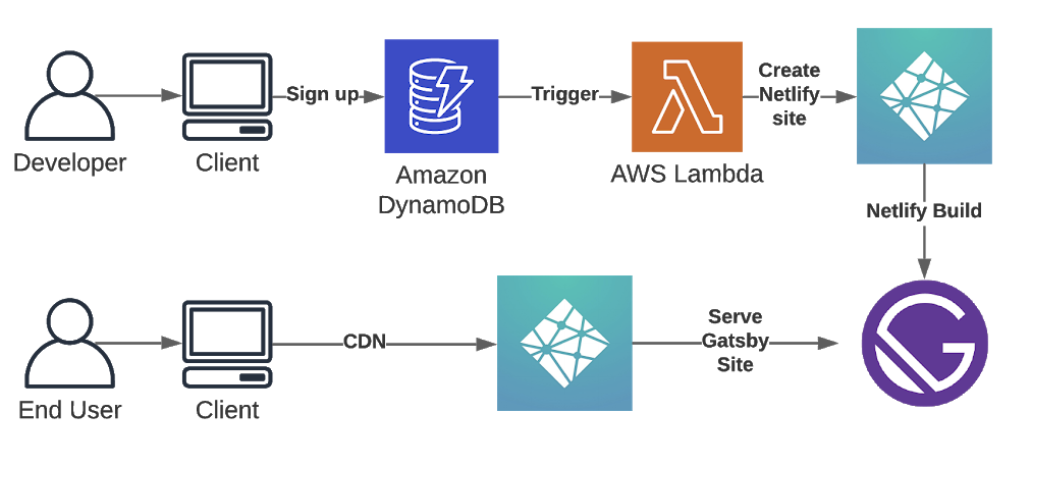 Developer
Client
Sign up
Amazon
DynamoDB
Trigger
AWS Lambda
Create
Netlify
site
Netlify Build
End User
Client
CDN
Serve
Gatsby
Site